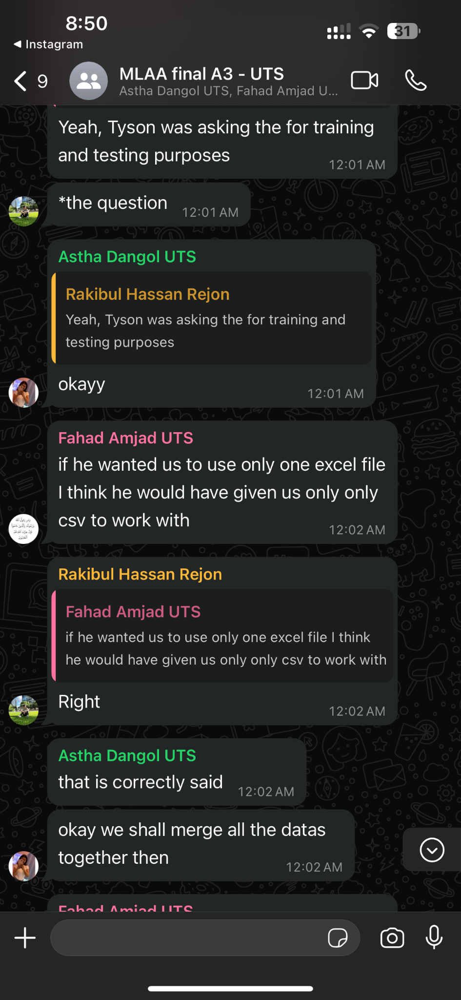 8:50
31
◀ Instagram
9
MLAA final A3 - UTS
Astha Dangol UTS, Fahad Amjad U...
Yeah, Tyson was asking the for training
and testing purposes
12:01 AM
*the question
12:01 AM
Astha Dangol UTS
Rakibul Hassan Rejon
Yeah, Tyson was asking the for training and
testing purposes
okayy
12:01 AM
Fahad Amjad UTS
if he wanted us to use only one excel file
I think he would have given us only only
csv to work with
12:02 AM
Rakibul Hassan Rejon
Fahad Amjad UTS
if he wanted us to use only one excel file I think
he would have given us only only csv to work with
Right
12:02 AM
Astha Dangol UTS
that is correctly said
12:02 AM
okay we shall merge all the datas
together then
12:02 AM
Fahad Amjad UTS